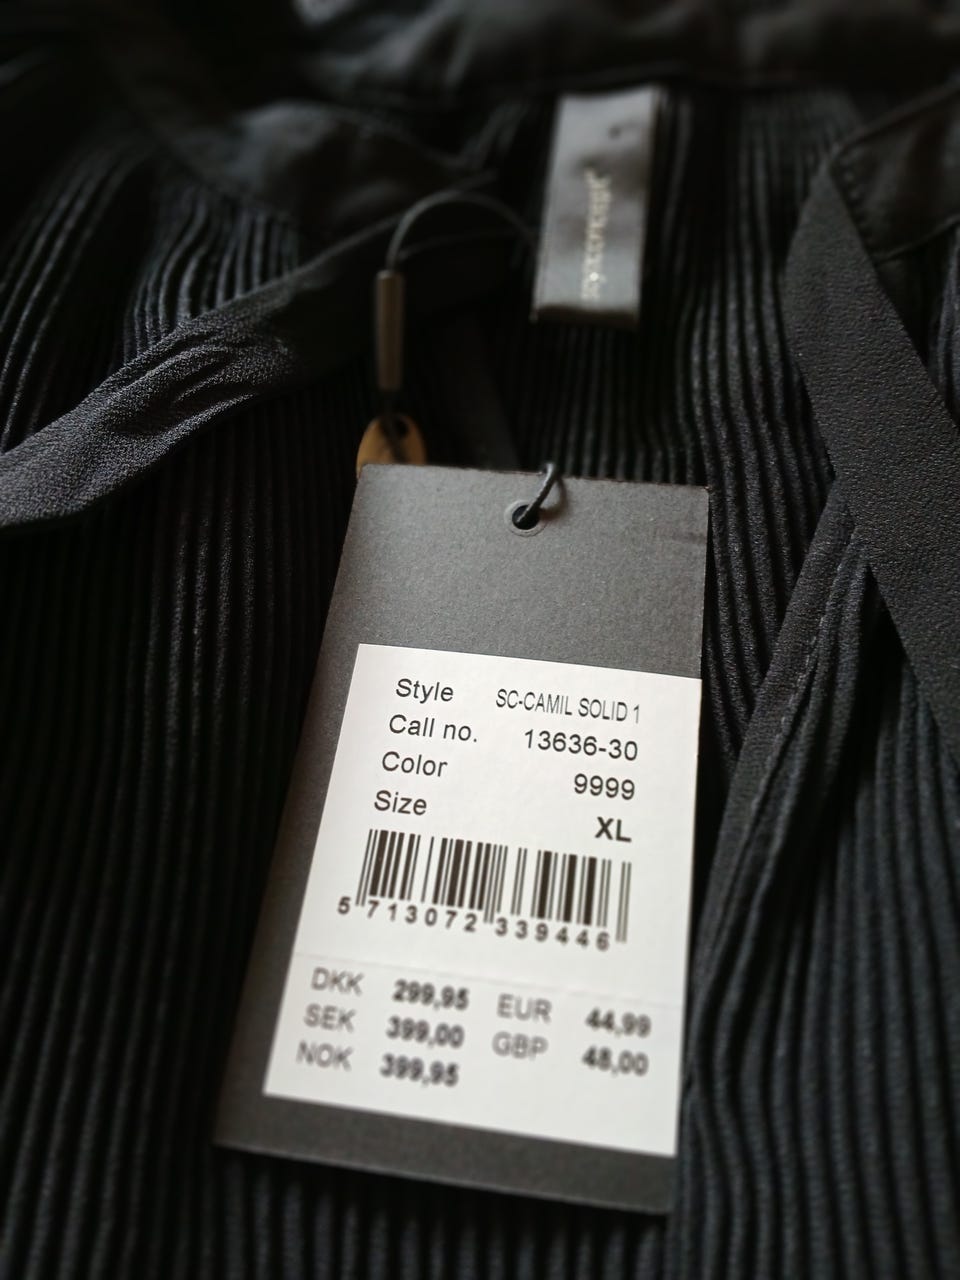 soyaconcept
Style SC-CAMIL SOLID 1
Call no. 13636-30
Color 9999
Size XL
5 713072 339446
DKK 299,95 EUR 44,99
SEK 399,00 GBP 48,00
NOK 399,95